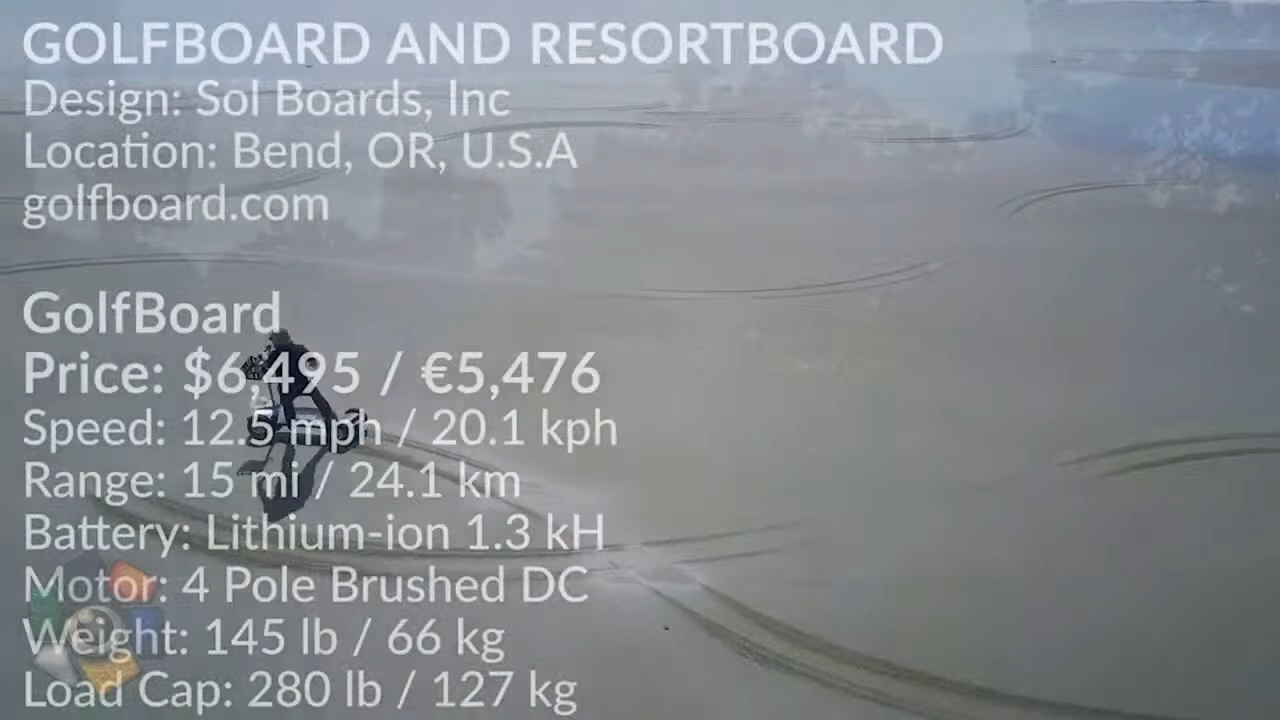 GOLFBOARD AND RESORTBOARD
Design: Sol Boards, Inc
Location: Bend, OR, U.S.A
golfboard.com
GolfBoard
Price: $6,495 / €5,476
Speed: 12.5 mph / 20.1 kph
Range: 15 mi / 24.1 km
Battery: Lithium-ion 1.3 kH
Motor: 4 Pole Brushed DC
Weight: 145 lb / 66 kg
Load Cap: 280 lb / 127 kg